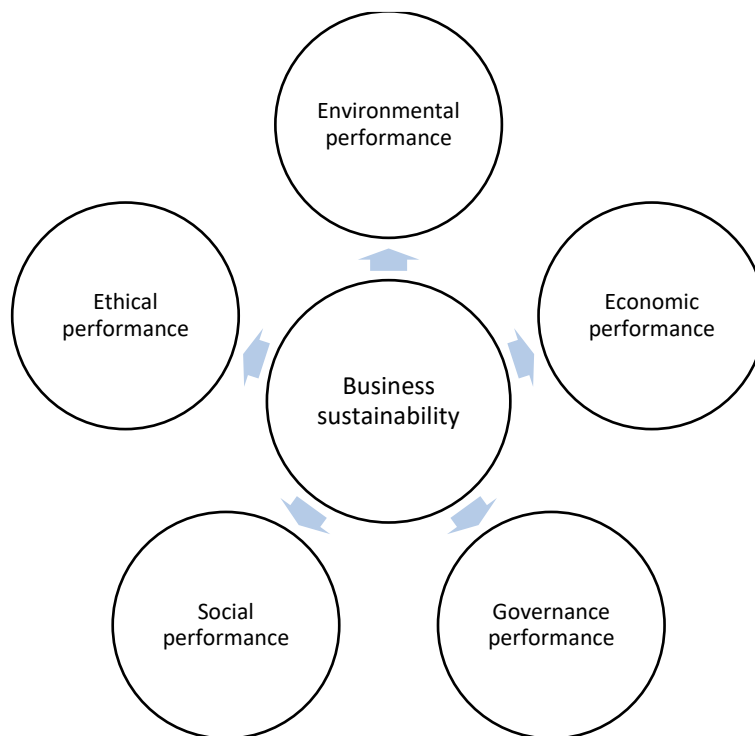 Environmental
performance
Ethical
performance
Economic
performance
Business
sustainability
Social
performance
Governance
performance